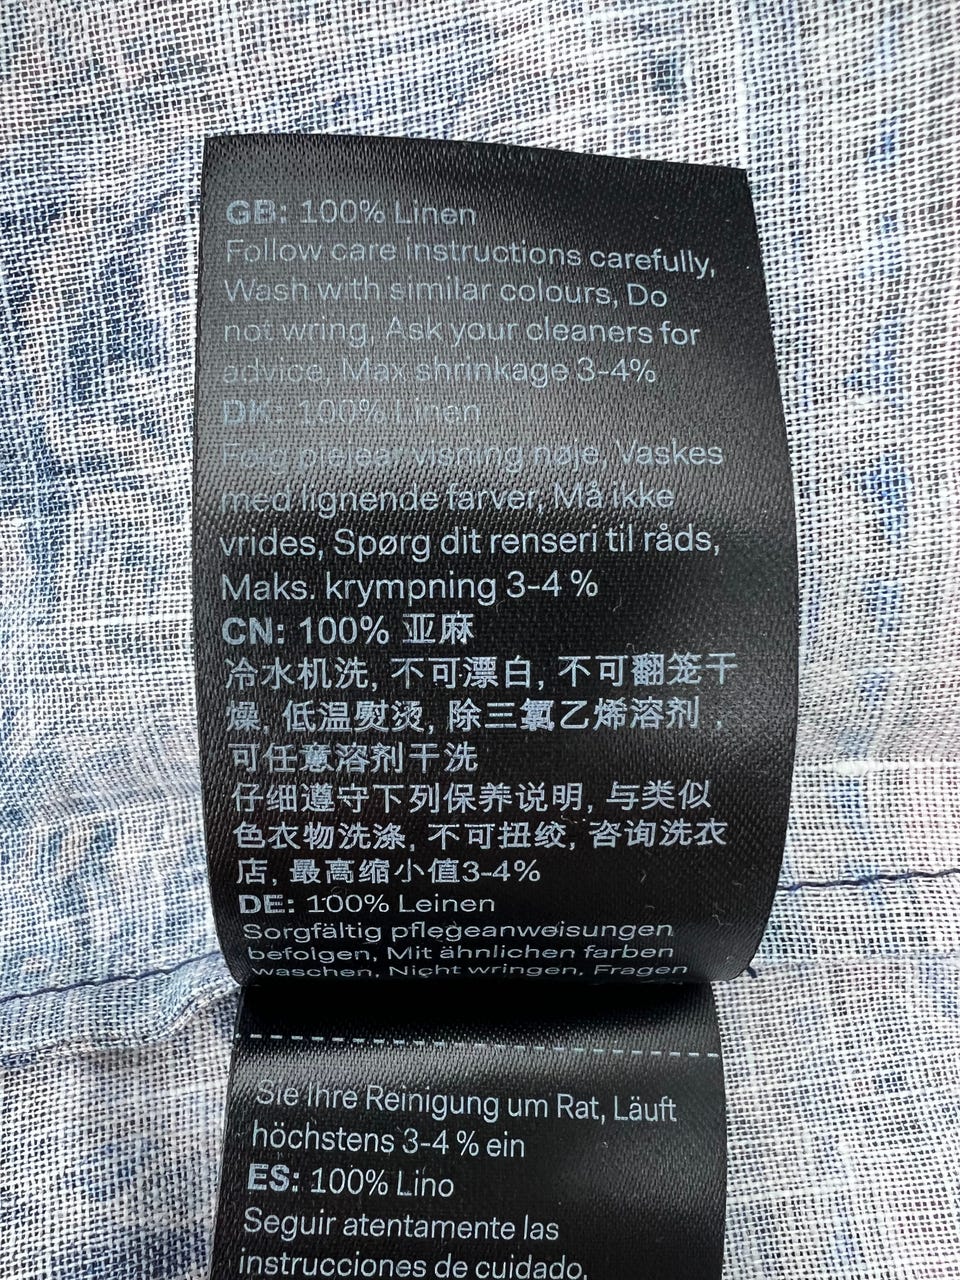 GB: 100% Linen
Follow care instructions carefully,
Wash with similar colours, Do
not wring, Ask your cleaners for
advice, Max shrinkage 3-4%
DK: 100% Linen
Følg pleleat visning nøje, Vaskes
med lignende farver, Må ikke
vrides, Spørg dit renseri til råds,
Maks. krympning 3-4 %
CN: 100% 亚麻
冷水机洗, 不可漂白, 不可翻笼干
燥, 低温熨烫, 除三氯乙烯溶剂 ,
可任意溶剂干洗
仔细遵守下列保养说明, 与类似
色衣物洗涤, 不可扭绞, 咨询洗衣
店, 最高缩小值3-4%
DE: 100% Leinen
Sorgfältig pflegeanweisungen
befolgen, Mit ähnlichen farben
waschen, Nicht wringen, Fragen
Sie Ihre Reinigung um Rat, Läuft
höchstens 3-4 % ein
ES: 100% Lino
Seguir atentamente las
instrucciones de cuidado,